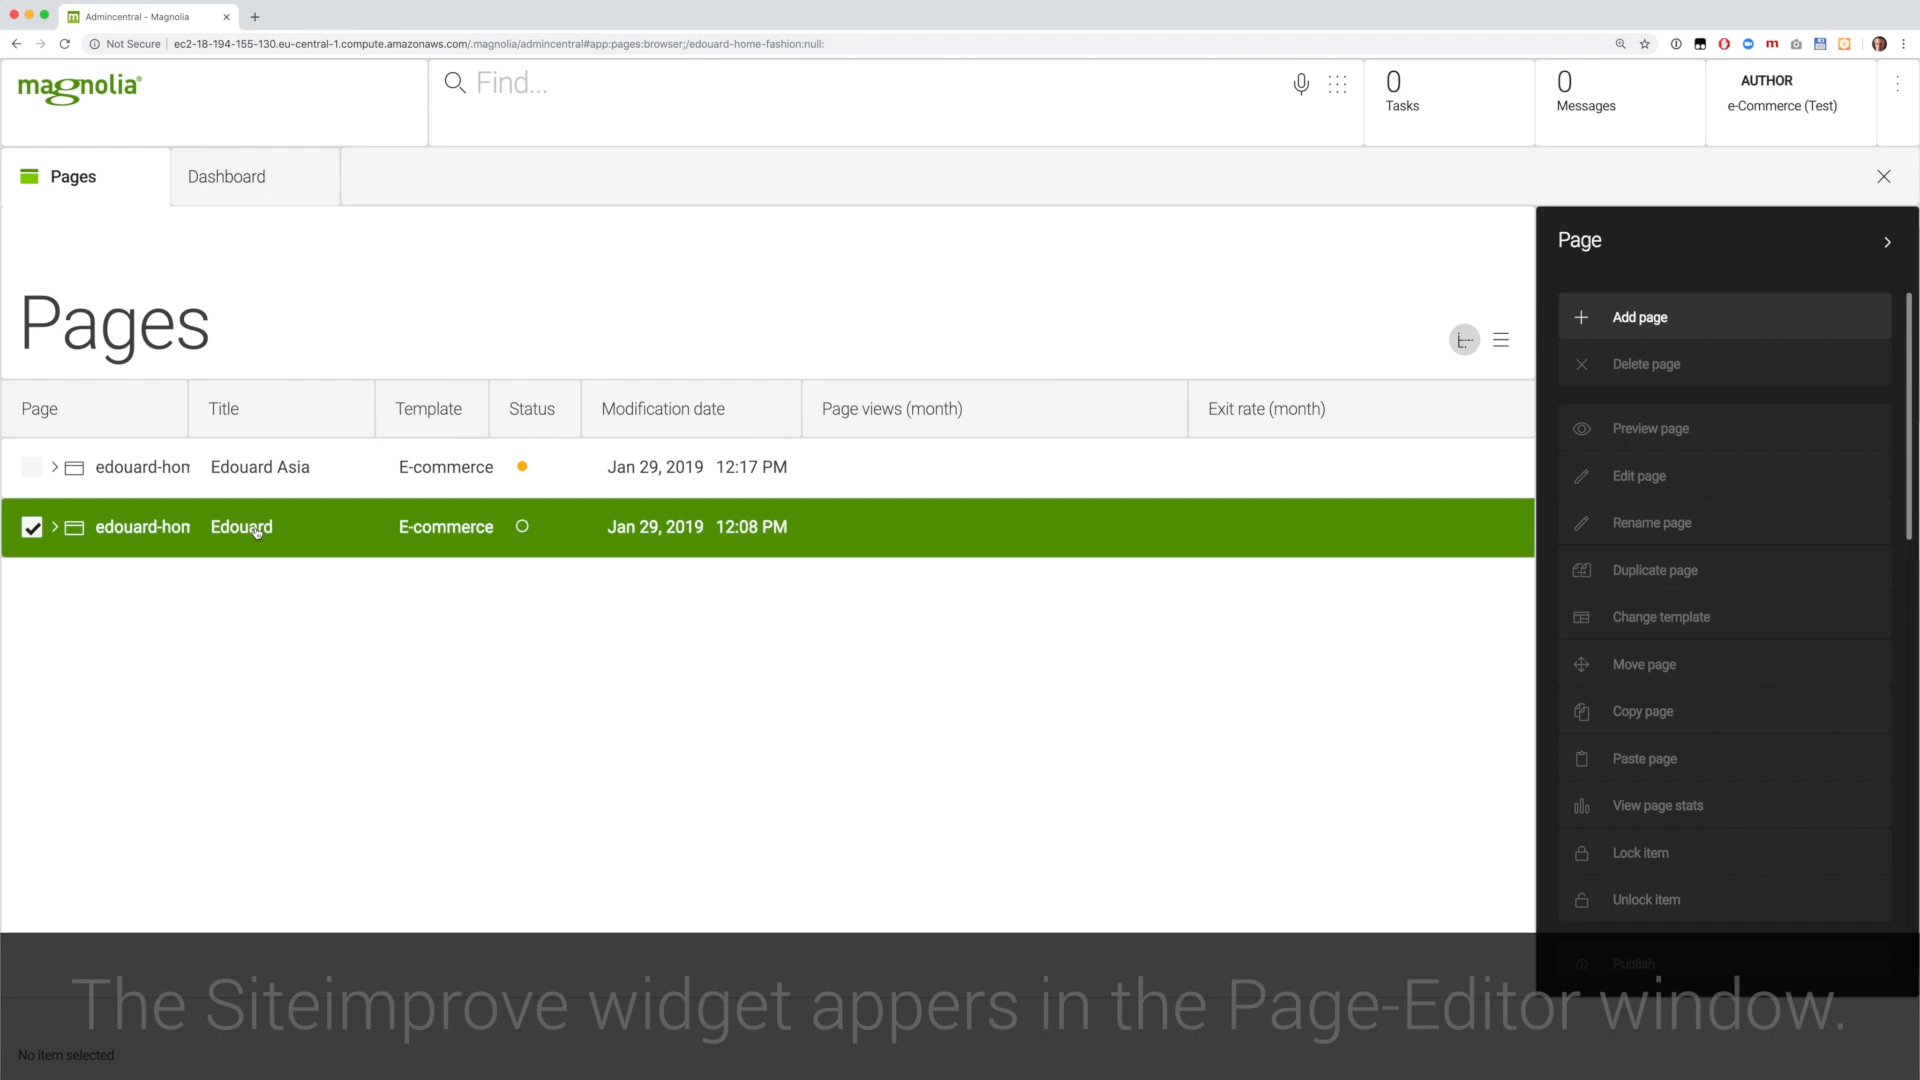 Admincentral - Magnolia
Not Secure ec2-18-194-155-130.eu-central-1.compute.amazonaws.com/.magnolia/admincentral#app:pages:browser;/edouard-home-fashion:null:
magnolia®
Find...
0
Tasks
0
Messages
AUTHOR
e-Commerce (Test)
Pages
Dashboard
Page
Pages
Add page
Delete page
Page Title Template Status Modification date Page views (month) Exit rate (month)
Preview page
edouard-hom Edouard Asia E-commerce Jan 29, 2019 12:17 PM
Edit page
edouard-hom Edouard E-commerce Jan 29, 2019 12:08 PM
Rename page
Duplicate page
Change template
Move page
Copy page
Paste page
View page stats
Lock item
Unlock item
Publish
The Siteimprove widget appers in the Page-Editor window.
No item selected